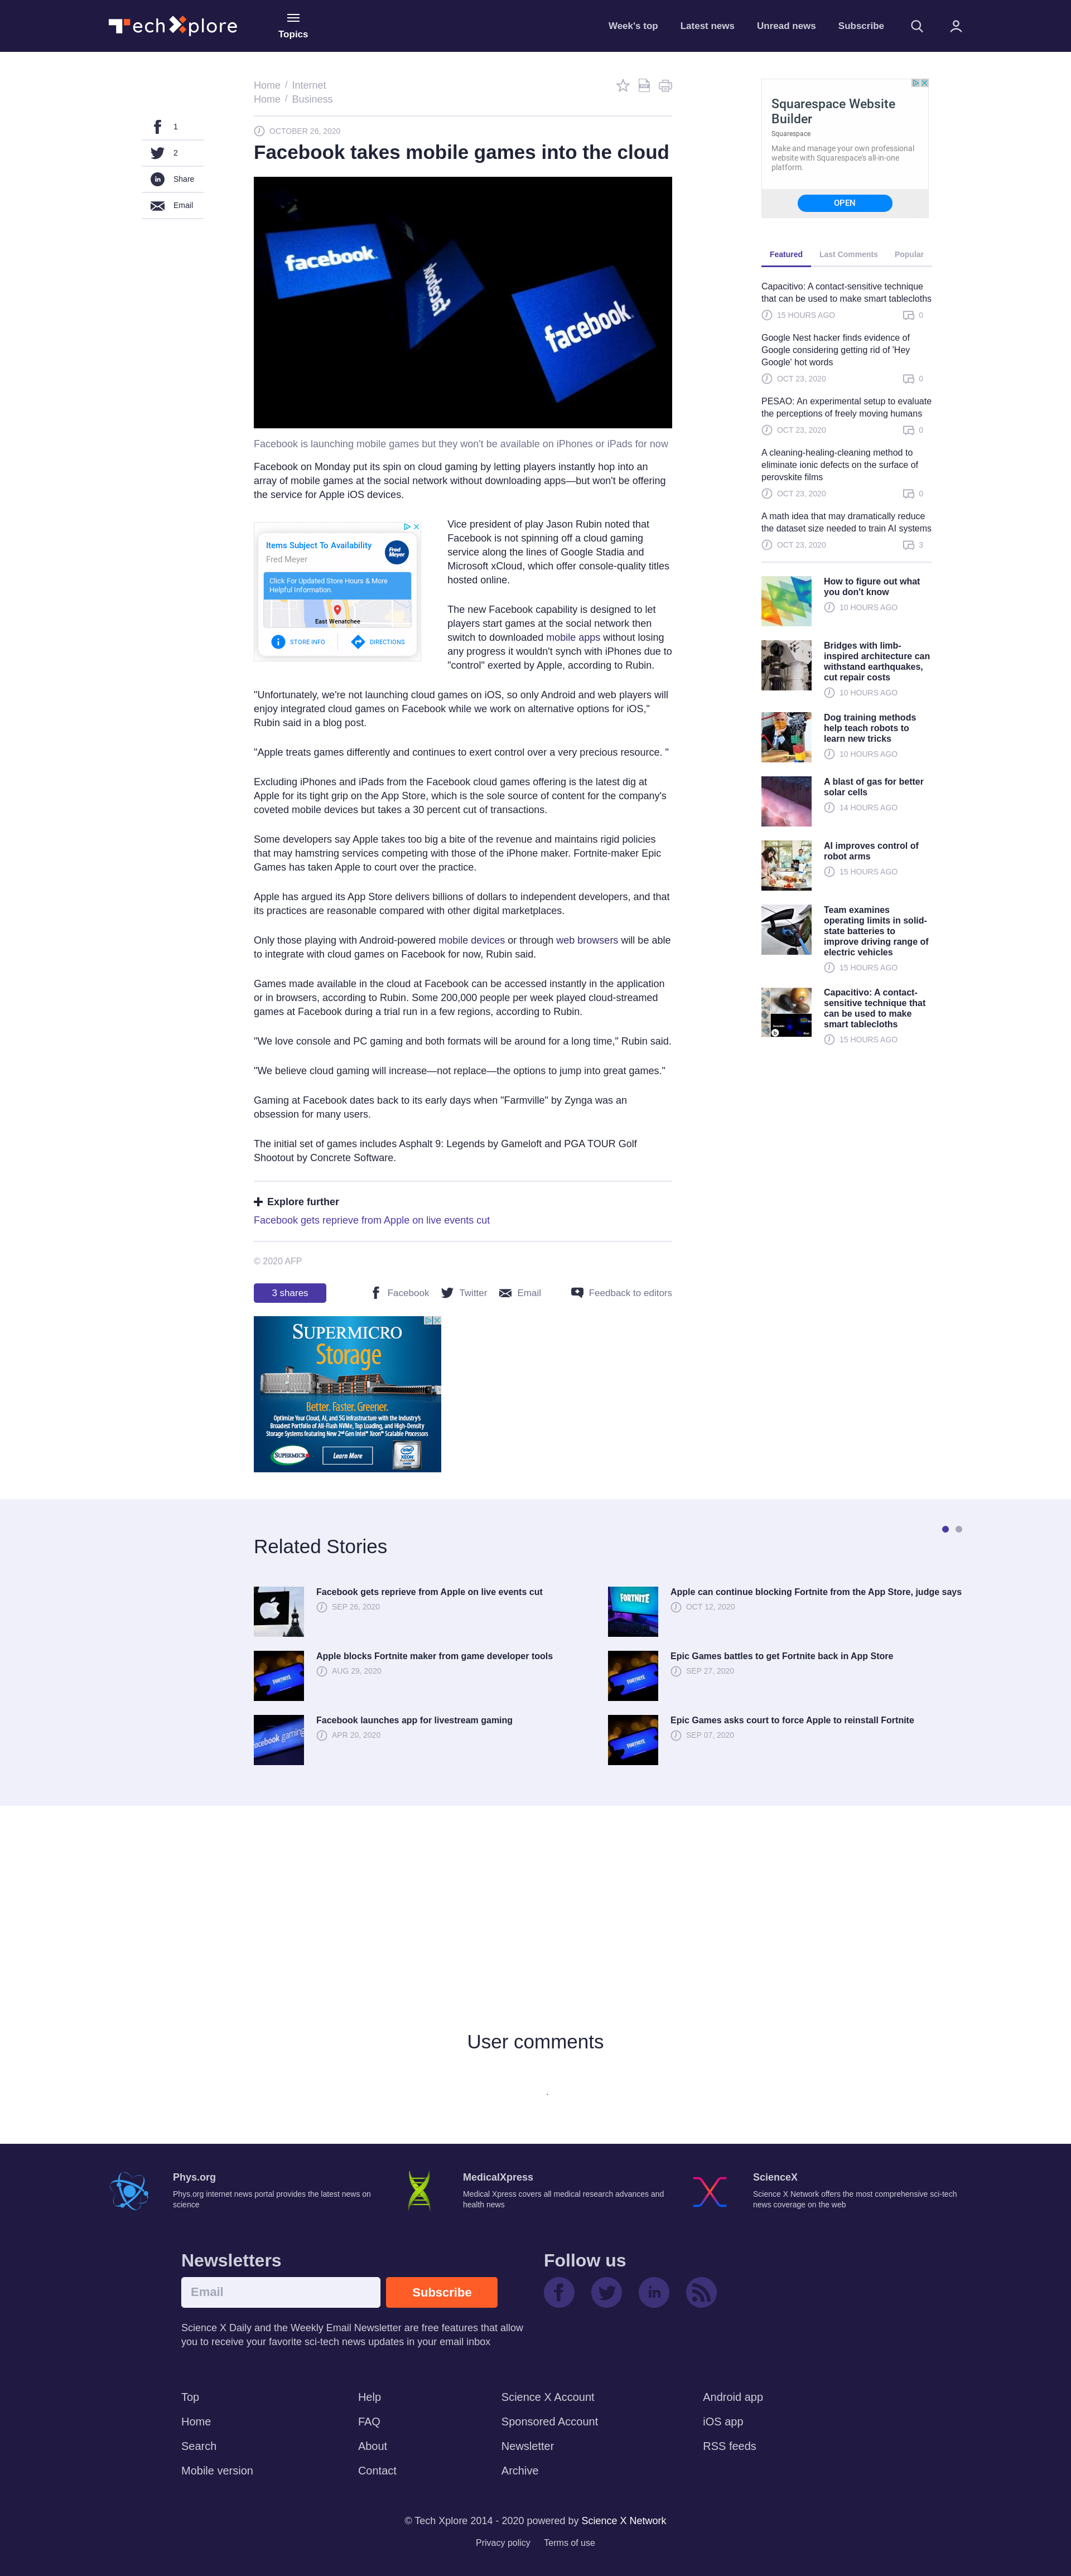 Tech Xplore
Topics
Week's top
Latest news
Unread news
Subscribe
Home / Internet
Home / Business
1
2
Share
Email
OCTOBER 26, 2020
Facebook takes mobile games into the cloud
facebook.
facebook.
Facebook is launching mobile games but they won't be available on iPhones or iPads for now
Facebook on Monday put its spin on cloud gaming by letting players instantly hop into an
array of mobile games at the social network without downloading apps—but won't be offering
the service for Apple iOS devices.
Items Subject To Availability
Fred Meyer
Fred Meyer
Click For Updated Store Hours & More
Helpful Information.
East Wenatchee
STORE INFO
DIRECTIONS
Vice president of play Jason Rubin noted that
Facebook is not spinning off a cloud gaming
service along the lines of Google Stadia and
Microsoft xCloud, which offer console-quality titles
hosted online.
The new Facebook capability is designed to let
players start games at the social network then
switch to downloaded mobile apps without losing
any progress it wouldn't synch with iPhones due to
"control" exerted by Apple, according to Rubin.
"Unfortunately, we're not launching cloud games on iOS, so only Android and web players will
enjoy integrated cloud games on Facebook while we work on alternative options for iOS,"
Rubin said in a blog post.
"Apple treats games differently and continues to exert control over a very precious resource. "
Excluding iPhones and iPads from the Facebook cloud games offering is the latest dig at
Apple for its tight grip on the App Store, which is the sole source of content for the company's
coveted mobile devices but takes a 30 percent cut of transactions.
Some developers say Apple takes too big a bite of the revenue and maintains rigid policies
that may hamstring services competing with those of the iPhone maker. Fortnite-maker Epic
Games has taken Apple to court over the practice.
Apple has argued its App Store delivers billions of dollars to independent developers, and that
its practices are reasonable compared with other digital marketplaces.
Only those playing with Android-powered mobile devices or through web browsers will be able
to integrate with cloud games on Facebook for now, Rubin said.
Games made available in the cloud at Facebook can be accessed instantly in the application
or in browsers, according to Rubin. Some 200,000 people per week played cloud-streamed
games at Facebook during a trial run in a few regions, according to Rubin.
"We love console and PC gaming and both formats will be around for a long time," Rubin said.
"We believe cloud gaming will increase—not replace—the options to jump into great games."
Gaming at Facebook dates back to its early days when "Farmville" by Zynga was an
obsession for many users.
The initial set of games includes Asphalt 9: Legends by Gameloft and PGA TOUR Golf
Shootout by Concrete Software.
Explore further
Facebook gets reprieve from Apple on live events cut
© 2020 AFP
3 shares
Facebook
Twitter
Email
Feedback to editors
SUPERMICRO
Storage
Better. Faster. Greener.
Optimize Your Cloud, AI, and 5G Infrastructure with the Industry's
Broadest Portfolio of All-Flash NVMe, Top Loading, and High-Density
Storage Systems featuring New 2nd Gen Intel® Xeon® Scalable Processors
SUPERMICRO
Learn More
Squarespace Website
Builder
Squarespace
Make and manage your own professional
website with Squarespace's all-in-one
platform.
OPEN
Featured
Last Comments
Popular
Capacitivo: A contact-sensitive technique
that can be used to make smart tablecloths
15 HOURS AGO
0
Google Nest hacker finds evidence of
Google considering getting rid of 'Hey
Google' hot words
OCT 23, 2020
0
PESAO: An experimental setup to evaluate
the perceptions of freely moving humans
OCT 23, 2020
0
A cleaning-healing-cleaning method to
eliminate ionic defects on the surface of
perovskite films
OCT 23, 2020
0
A math idea that may dramatically reduce
the dataset size needed to train AI systems
OCT 23, 2020
3
How to figure out what
you don't know
10 HOURS AGO
Bridges with limb-
inspired architecture can
withstand earthquakes,
cut repair costs
10 HOURS AGO
Dog training methods
help teach robots to
learn new tricks
10 HOURS AGO
A blast of gas for better
solar cells
14 HOURS AGO
AI improves control of
robot arms
15 HOURS AGO
Team examines
operating limits in solid-
state batteries to
improve driving range of
electric vehicles
15 HOURS AGO
Capacitivo: A contact-
sensitive technique that
can be used to make
smart tablecloths
15 HOURS AGO
Related Stories
Facebook gets reprieve from Apple on live events cut
SEP 26, 2020
FORTNITE
Apple can continue blocking Fortnite from the App Store, judge says
OCT 12, 2020
FORTNITE
Apple blocks Fortnite maker from game developer tools
AUG 29, 2020
FORTNITE
Epic Games battles to get Fortnite back in App Store
SEP 27, 2020
facebook gaming
Facebook launches app for livestream gaming
APR 20, 2020
FORTNITE
Epic Games asks court to force Apple to reinstall Fortnite
SEP 07, 2020
User comments
Phys.org
Phys.org internet news portal provides the latest news on
science
MedicalXpress
Medical Xpress covers all medical research advances and
health news
ScienceX
Science X Network offers the most comprehensive sci-tech
news coverage on the web
Newsletters
Email
Subscribe
Science X Daily and the Weekly Email Newsletter are free features that allow
you to receive your favorite sci-tech news updates in your email inbox
Follow us
Top
Home
Search
Mobile version
Help
FAQ
About
Contact
Science X Account
Sponsored Account
Newsletter
Archive
Android app
iOS app
RSS feeds
© Tech Xplore 2014 - 2020 powered by Science X Network
Privacy policy
Terms of use